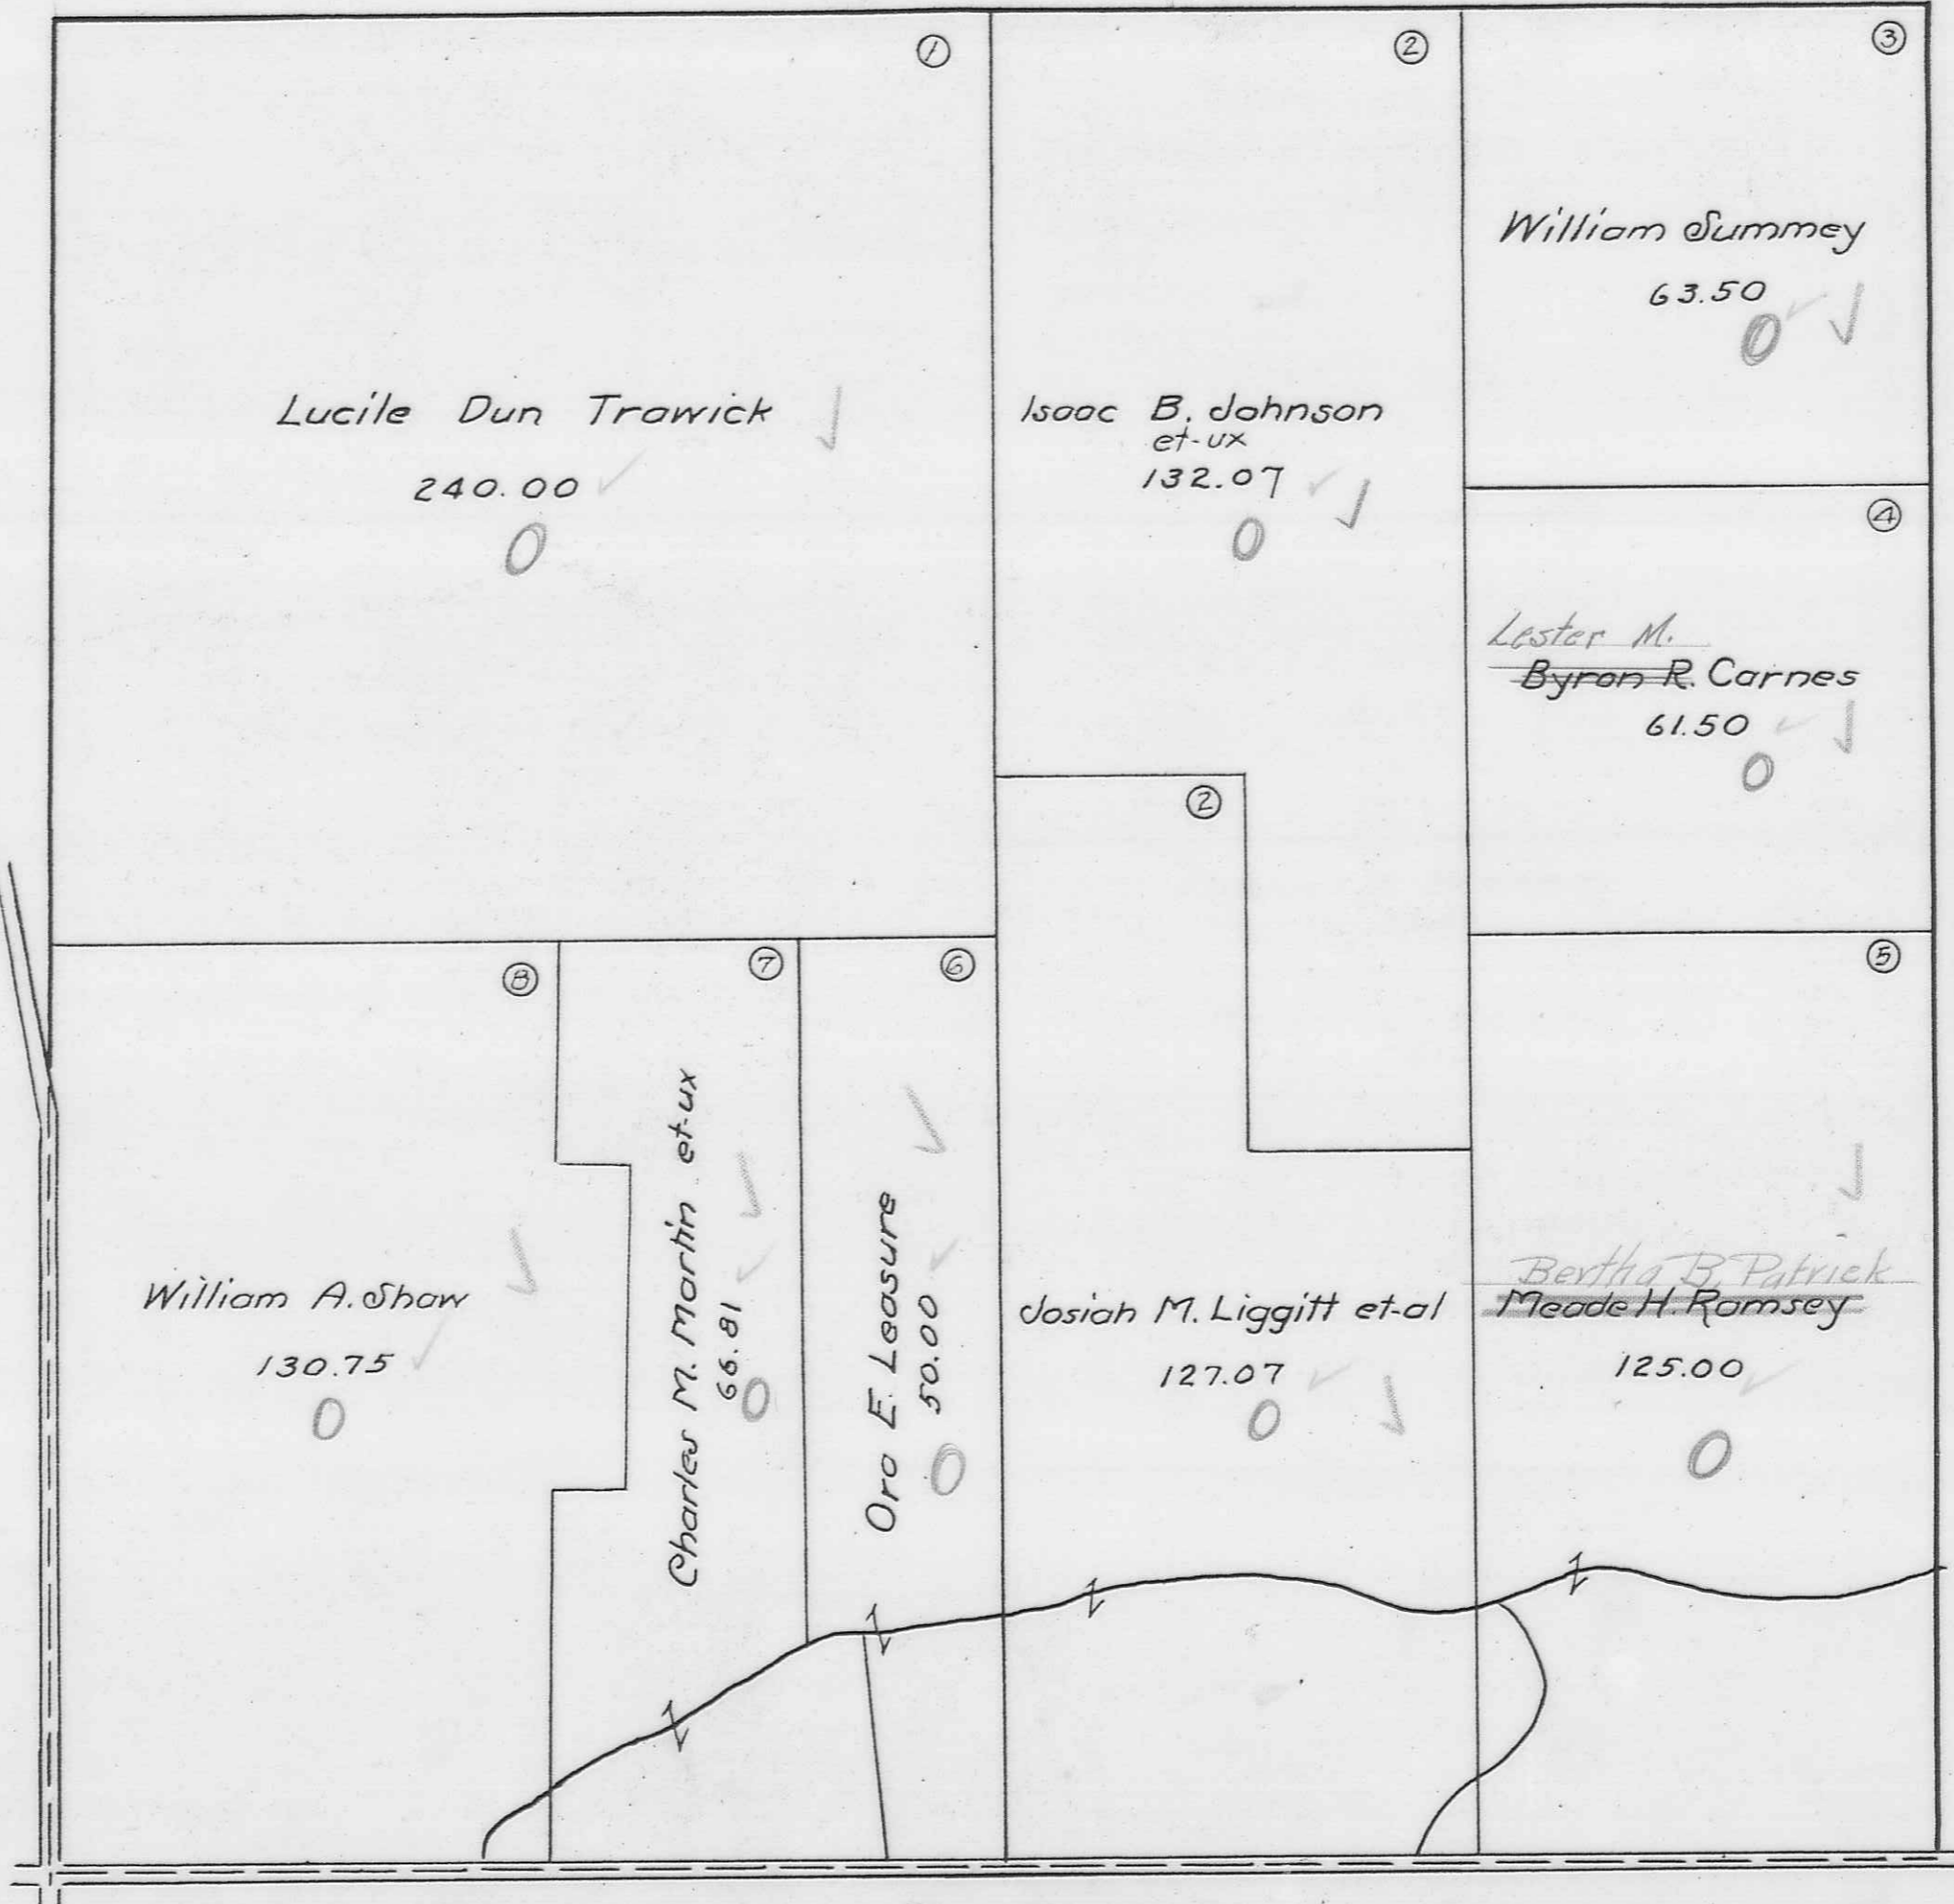 ①
Lucile Dun Trawick
240.00
0
②
Isaac B. Johnson
et-ux
132.07
0
③
William Summey
63.50
0
④
Lester M.
Byron R. Carnes
61.50
0
②
⑤
Bertha B. Patrick
Meade H. Ramsey
125.00
0
⑧
William A. Shaw
130.75
0
⑦
Charles M. Martin et-ux
66.81
0
⑥
Ora E. Leasure
50.00
0
Josiah M. Liggitt et-al
127.07
0